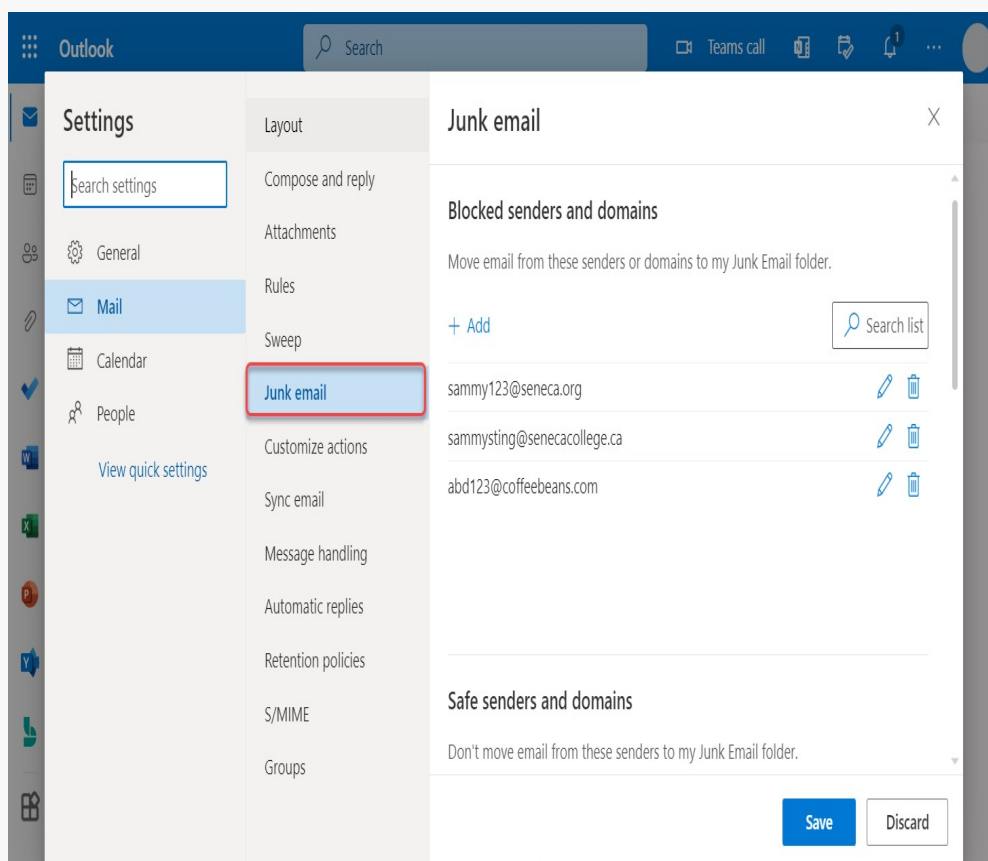 Outlook
Search
Teams call
1
Settings
Search settings
General
Mail
Calendar
People
View quick settings
Layout
Compose and reply
Attachments
Rules
Sweep
Junk email
Customize actions
Sync email
Message handling
Automatic replies
Retention policies
S/MIME
Groups
Junk email
Blocked senders and domains
Move email from these senders or domains to my Junk Email folder.
+ Add
Search list
sammy123@seneca.org
sammysting@senecacollege.ca
abd123@coffeebeans.com
Safe senders and domains
Don't move email from these senders to my Junk Email folder.
Save
Discard